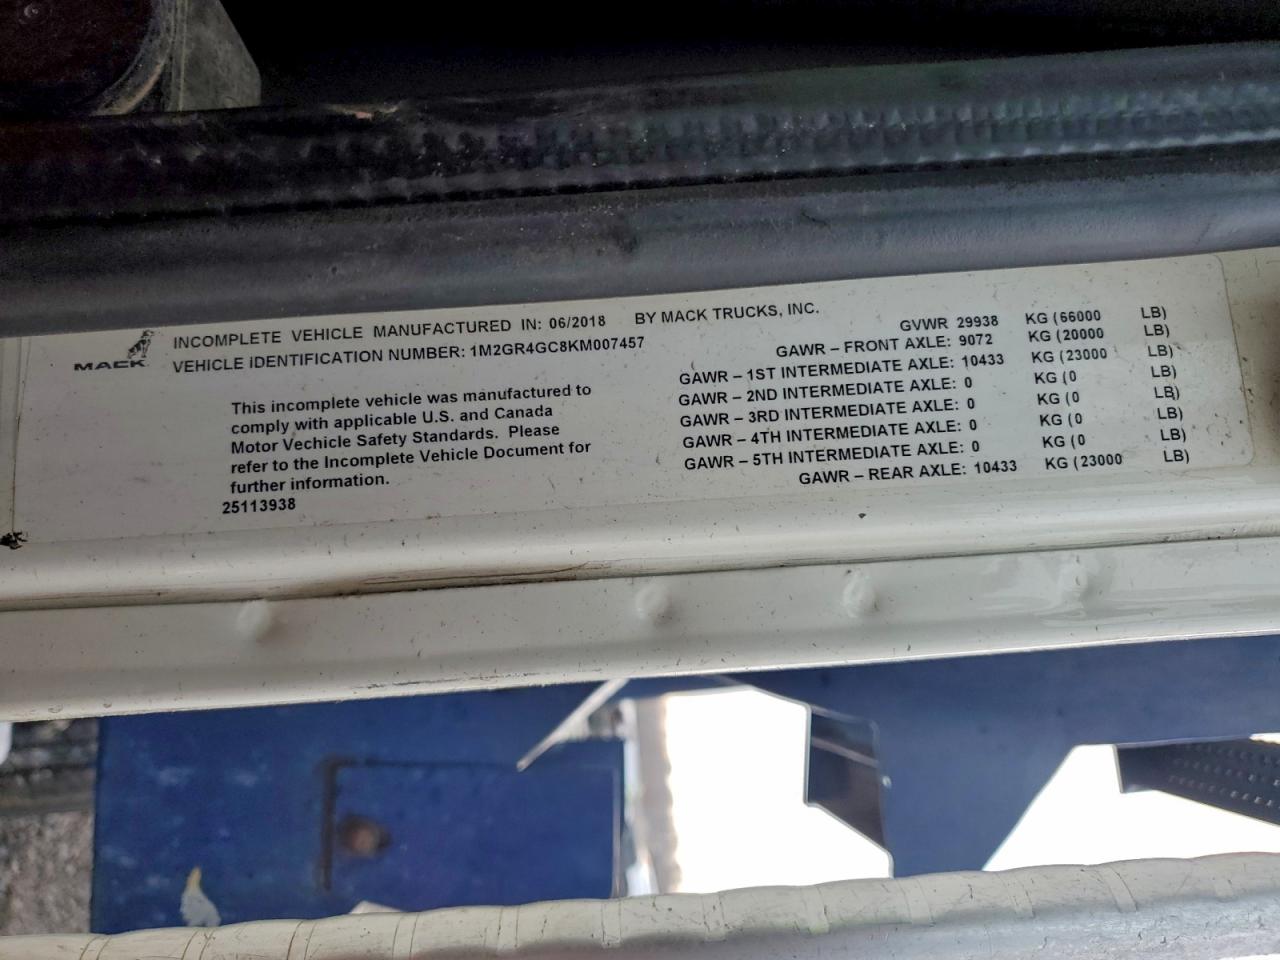 MACK
INCOMPLETE VEHICLE MANUFACTURED IN: 06/2018 BY MACK TRUCKS, INC.
VEHICLE IDENTIFICATION NUMBER: 1M2GR4GC8KM007457
This incomplete vehicle was manufactured to
comply with applicable U.S. and Canada
Motor Vechicle Safety Standards. Please
refer to the Incomplete Vehicle Document for
further information.
25113938
GVWR 29938 KG (66000 LB)
GAWR – FRONT AXLE: 9072 KG (20000 LB)
GAWR – 1ST INTERMEDIATE AXLE: 10433 KG (23000 LB)
GAWR – 2ND INTERMEDIATE AXLE: 0 KG (0 LB)
GAWR – 3RD INTERMEDIATE AXLE: 0 KG (0 LB)
GAWR – 4TH INTERMEDIATE AXLE: 0 KG (0 LB)
GAWR – 5TH INTERMEDIATE AXLE: 0 KG (0 LB)
GAWR – REAR AXLE: 10433 KG (23000 LB)